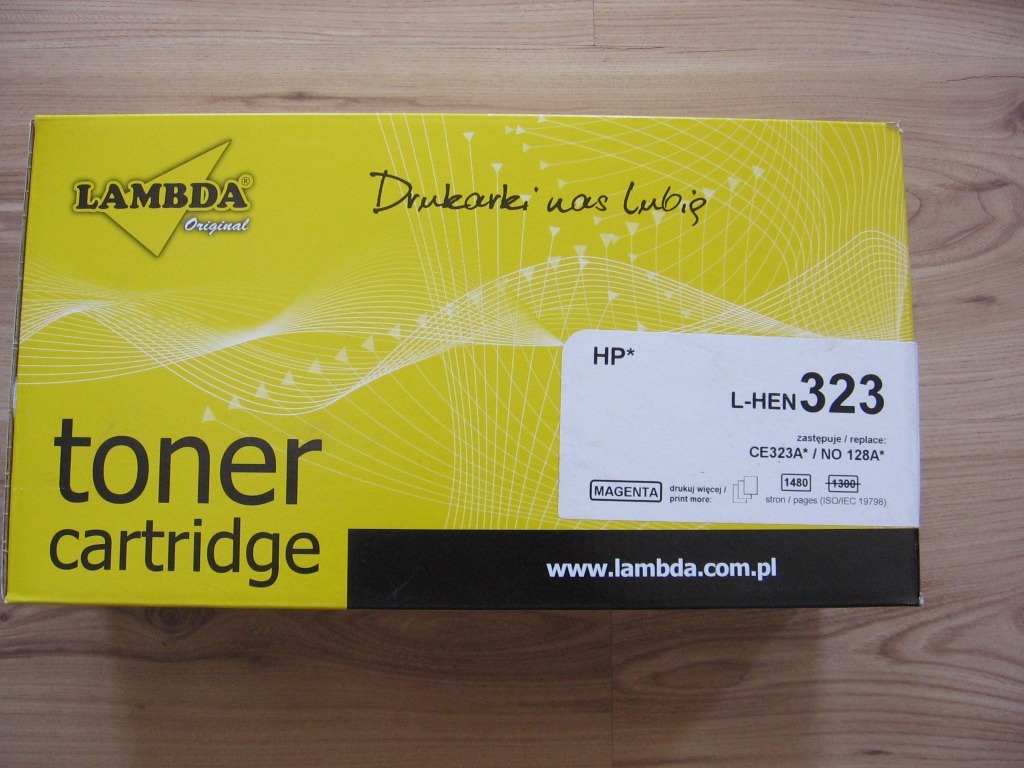 LAMBDA®
Original
Drukarki nas lubią
HP*
L-HEN 323
zastępuje / replace:
CE323A* / NO 128A*
MAGENTA
drukuj więcej /
print more:
1480 1300
stron / pages (ISO/IEC 19798)
toner
cartridge
www.lambda.com.pl